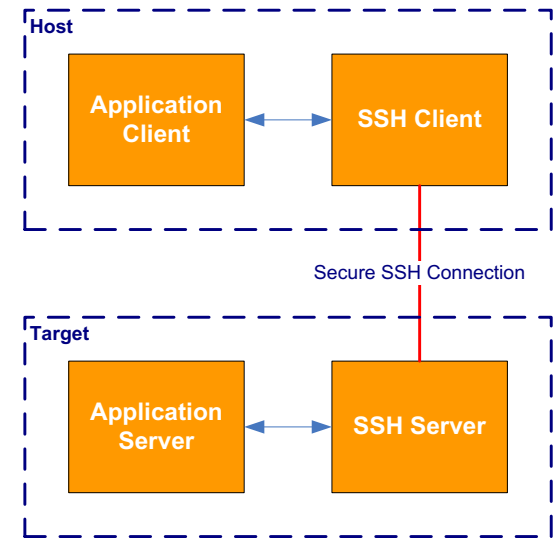 Host
Application
Client
SSH Client
Secure SSH Connection
Target
Application
Server
SSH Server